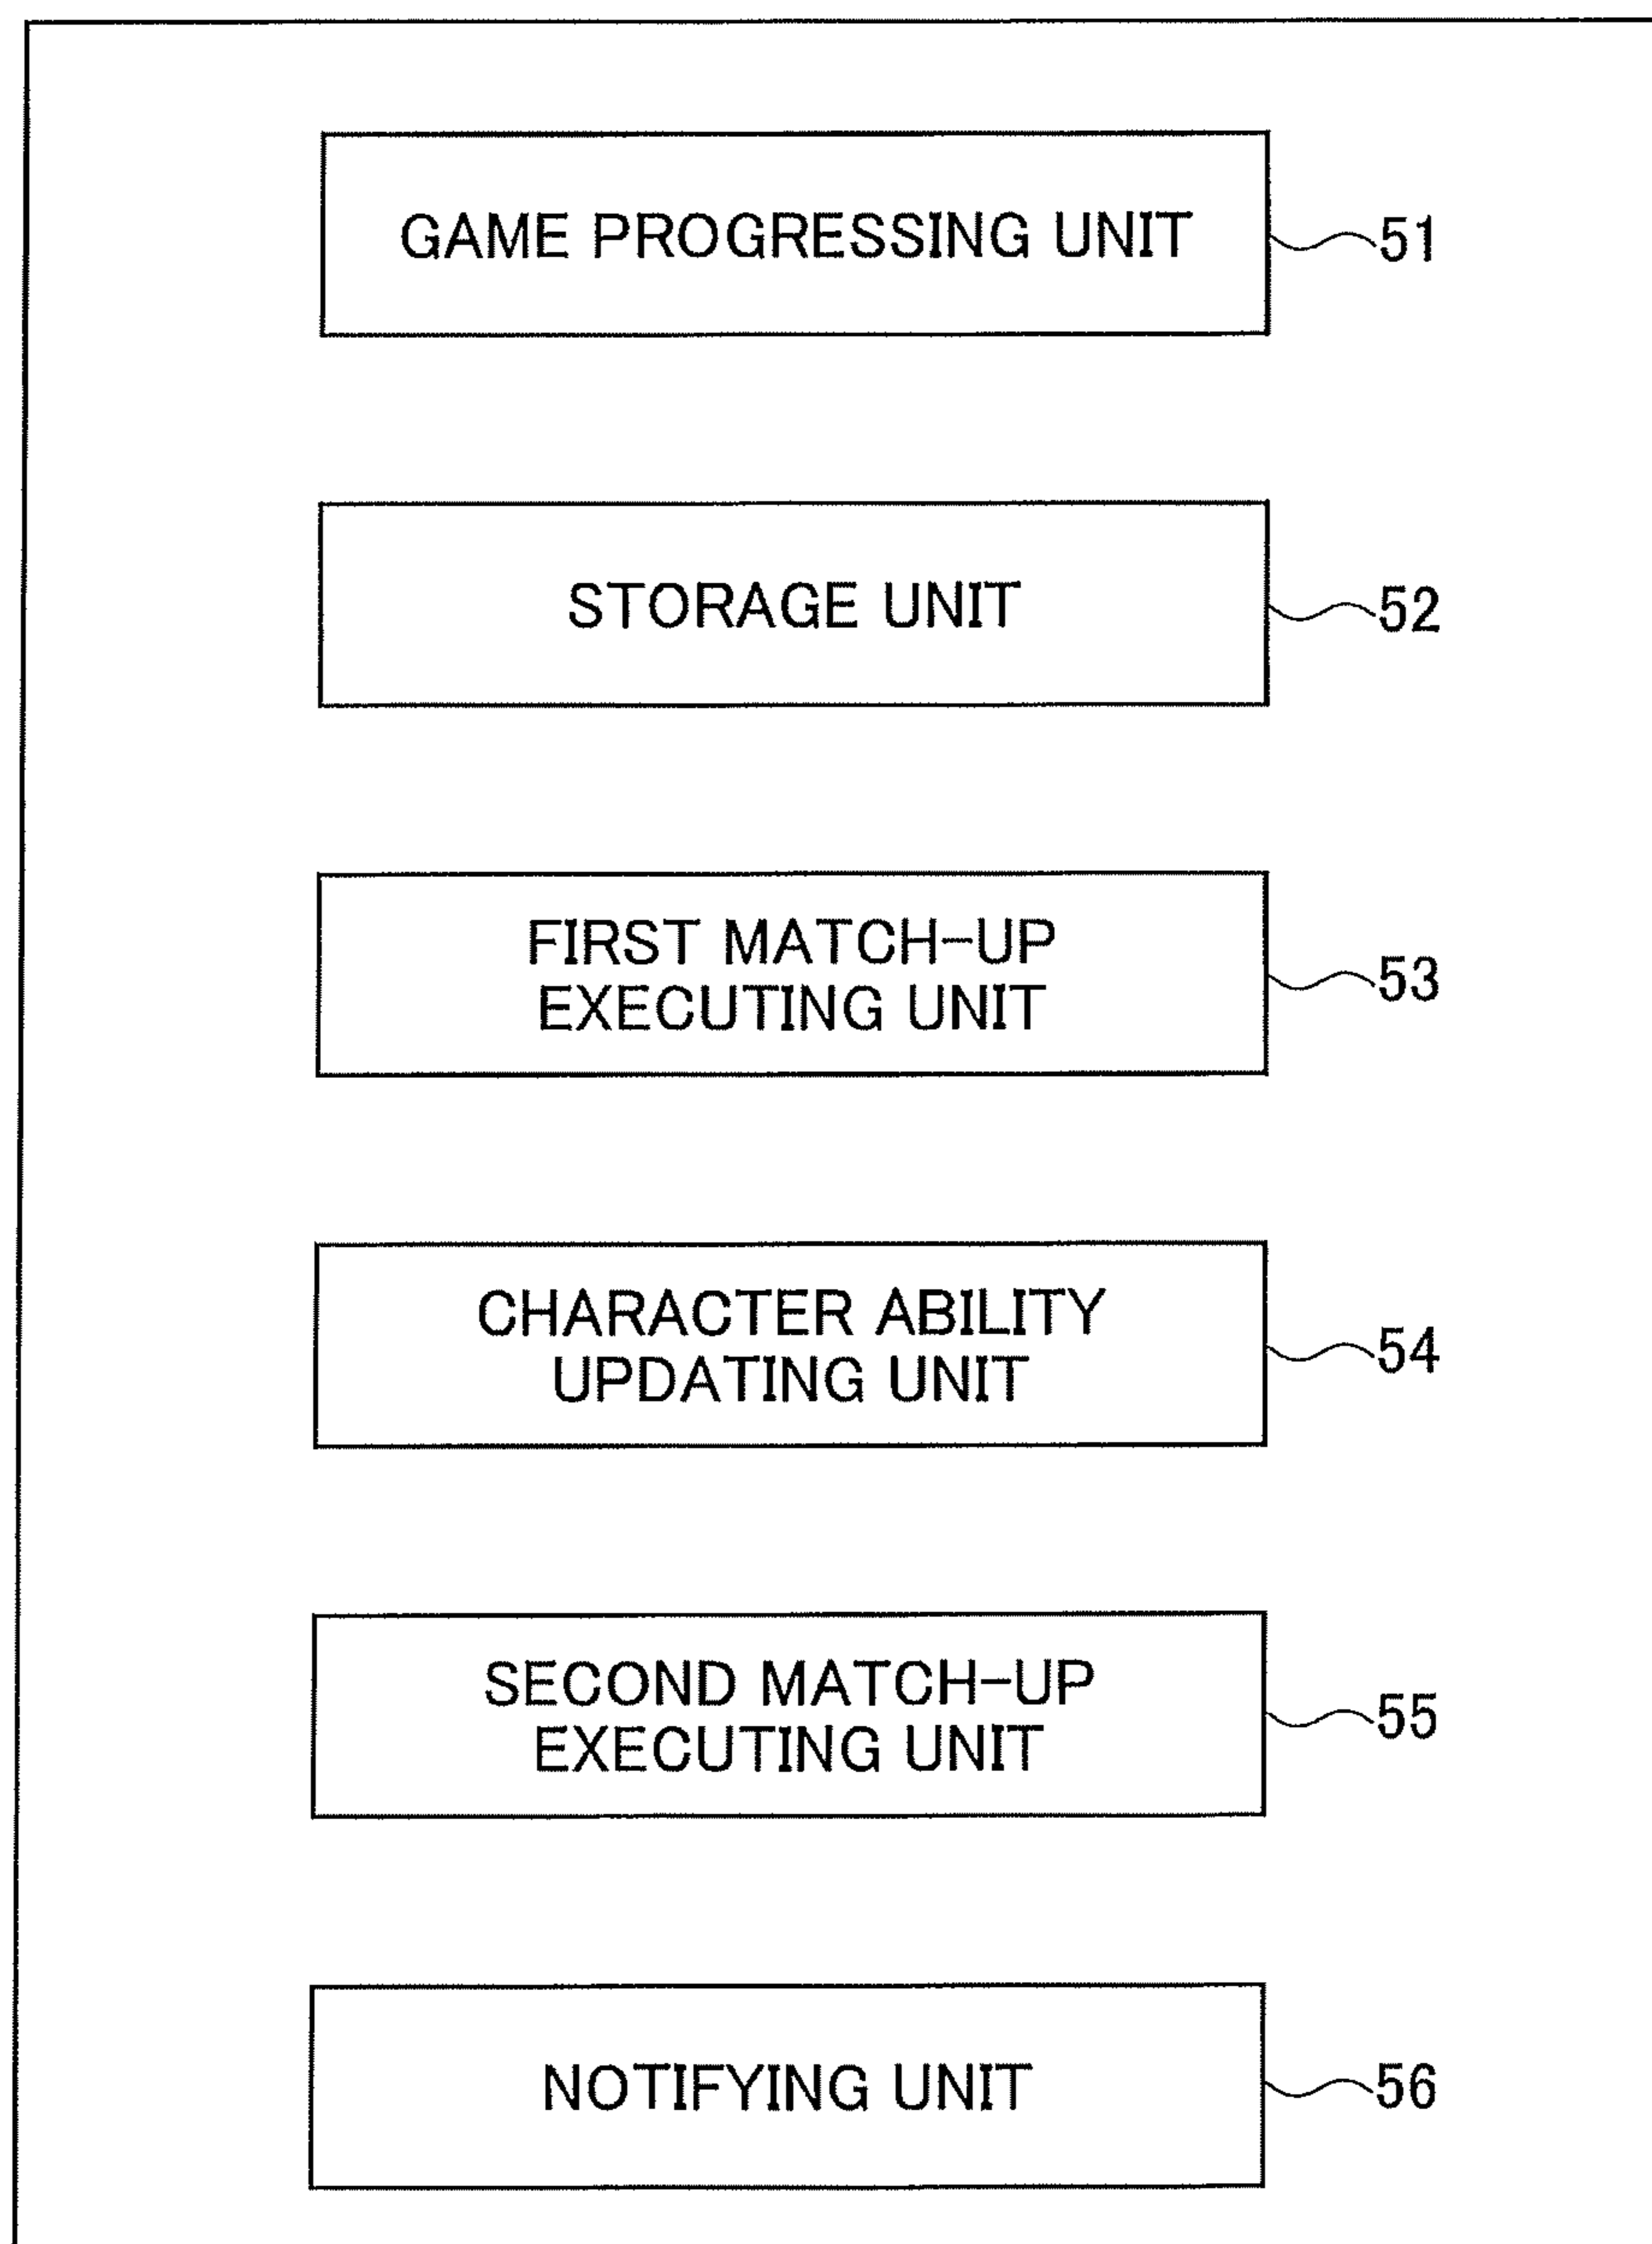 GAME PROGRESSING UNIT
51
STORAGE UNIT
52
FIRST MATCH-UP
EXECUTING UNIT
53
CHARACTER ABILITY
UPDATING UNIT
54
SECOND MATCH-UP
EXECUTING UNIT
55
NOTIFYING UNIT
56